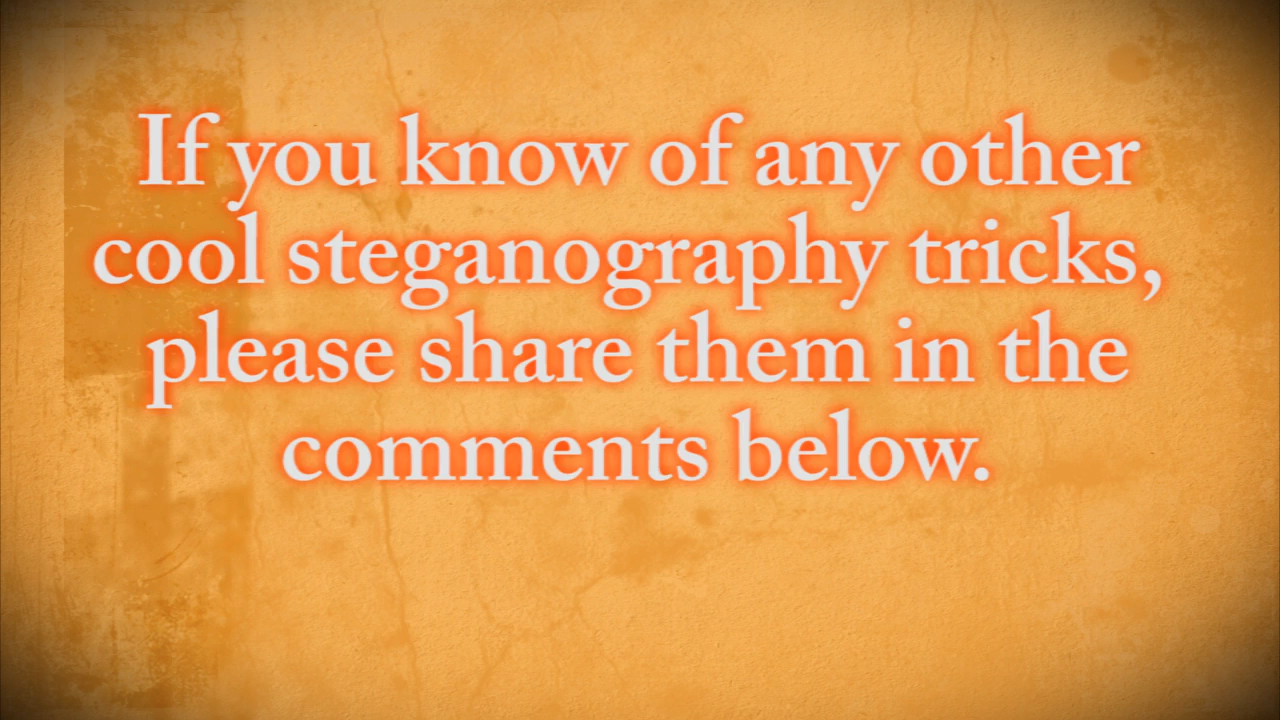 If you know of any other
cool steganography tricks,
please share them in the
comments below.